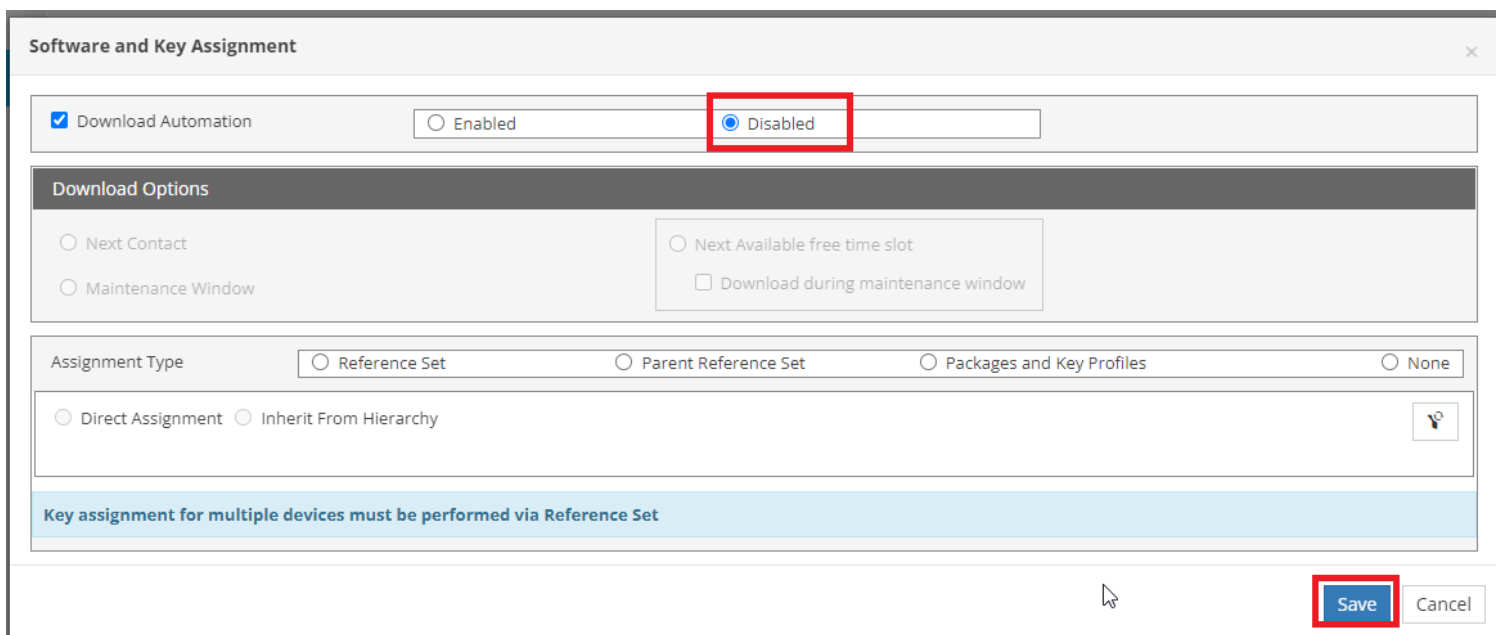 Software and Key Assignment
Download Automation Enabled Disabled
Download Options
Next Contact Next Available free time slot
Maintenance Window Download during maintenance window
Assignment Type Reference Set Parent Reference Set Packages and Key Profiles None
Direct Assignment Inherit From Hierarchy
Key assignment for multiple devices must be performed via Reference Set
Save Cancel